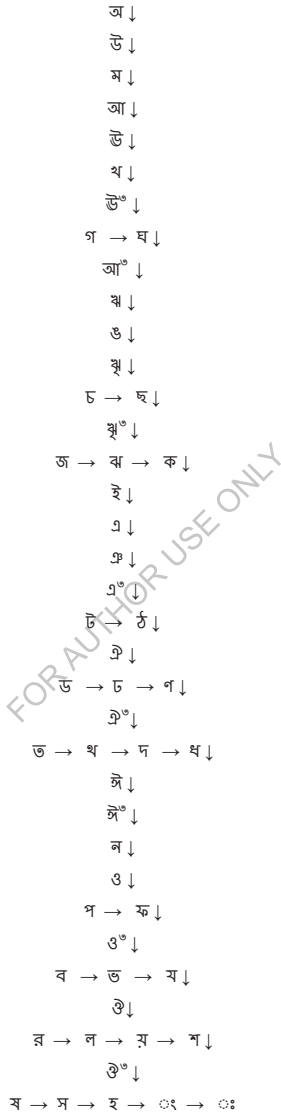 অ ↓
উ ↓
ম ↓
আ ↓
ঊ ↓
থ ↓
ঊ° ↓
গ → ঘ ↓
আ° ↓
ঋ ↓
ঙ ↓
ৠ ↓
চ → ছ ↓
ৠ° ↓
জ → ঝ → ক ↓
ই ↓
এ ↓
ঞ ↓
এ° ↓
ট → ঠ ↓
ঐ ↓
ড → ঢ → ণ ↓
ঐ° ↓
ত → থ → দ → ধ ↓
ঈ ↓
ঈ° ↓
ন ↓
ও ↓
প → ফ ↓
ও° ↓
ব → ভ → য ↓
ঔ ↓
র → ল → য় → শ ↓
ঔ° ↓
ষ → স → হ → ং → ঃ
FOR AUTHOR USE ONLY